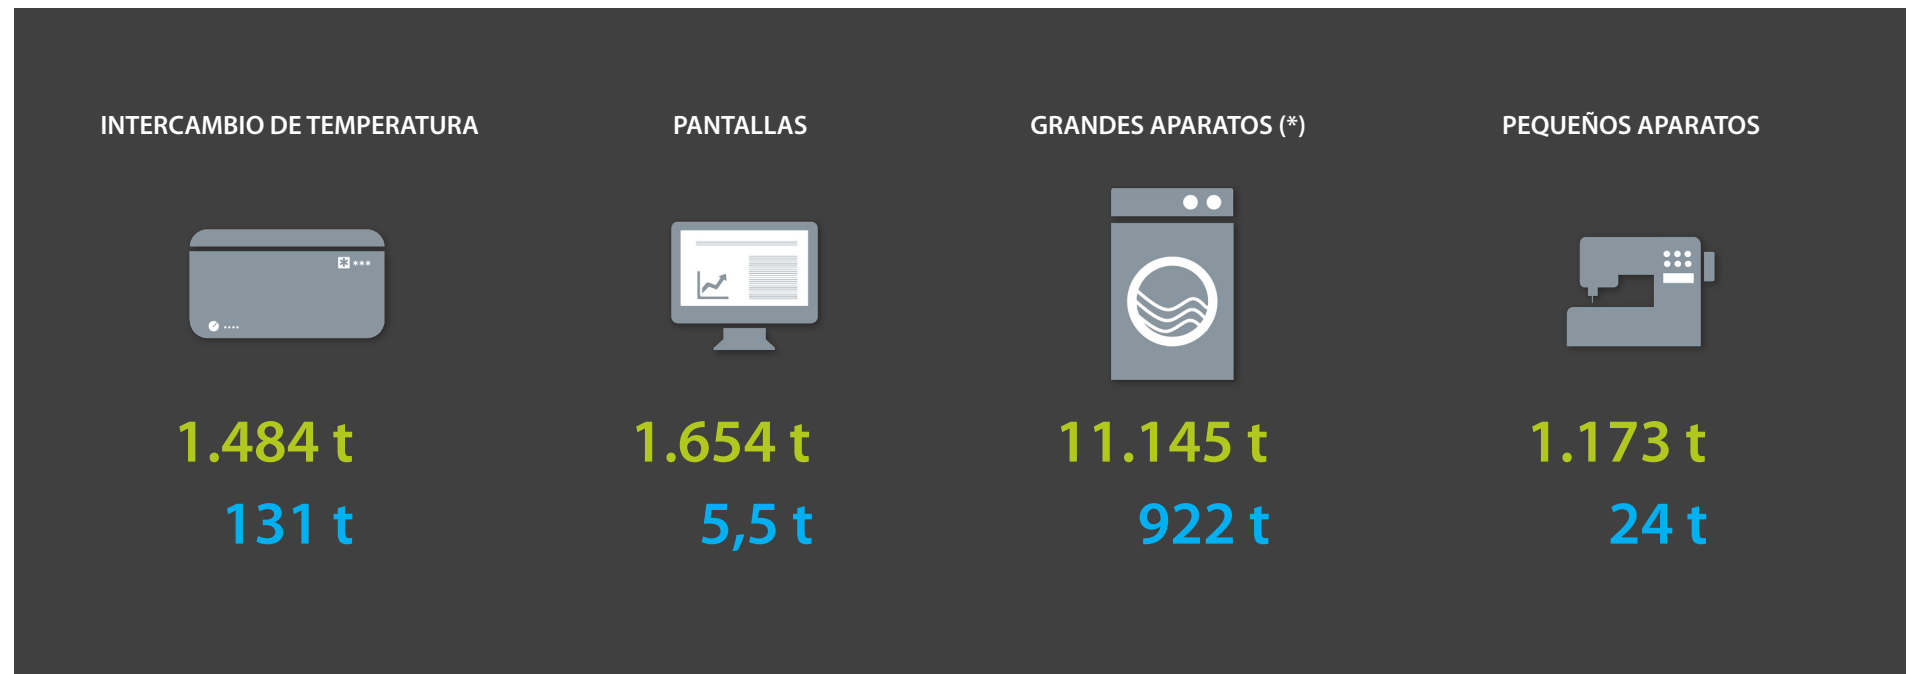 INTERCAMBIO DE TEMPERATURA
PANTALLAS
GRANDES APARATOS (*)
PEQUEÑOS APARATOS
1.484 t
1.654 t
11.145 t
1.173 t
131 t
5,5 t
922 t
24 t